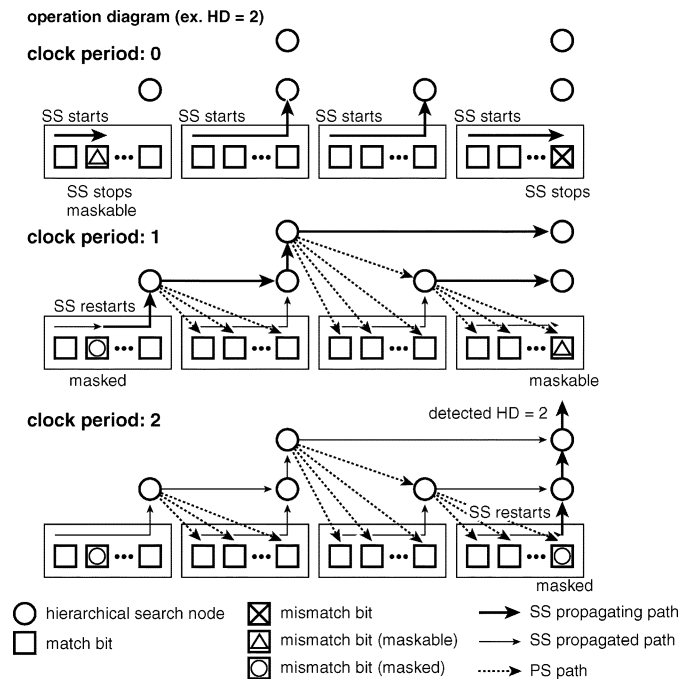 operation diagram (ex. HD = 2)
clock period: 0
SS starts SS starts SS starts SS starts
SS stops SS stops
maskable
clock period: 1
SS restarts
masked maskable
clock period: 2
detected HD = 2
SS restarts
masked
hierarchical search node mismatch bit SS propagating path
match bit mismatch bit (maskable) SS propagated path
mismatch bit (masked) PS path